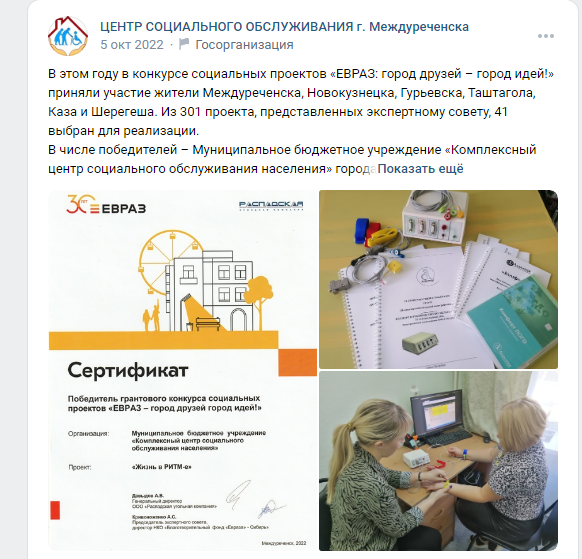 ЦЕНТР СОЦИАЛЬНОГО ОБСЛУЖИВАНИЯ г. Междуреченска
5 окт 2022 · Госорганизация
В этом году в конкурсе социальных проектов «ЕВРАЗ: город друзей – город идей!»
приняли участие жители Междуреченска, Новокузнецка, Гурьевска, Таштагола,
Каза и Шерегеша. Из 301 проекта, представленных экспертному совету, 41
выбран для реализации.
В числе победителей – Муниципальное бюджетное учреждение «Комплексный
центр социального обслуживания населения» города Показать ещё
30 ЛЕТ ЕВРАЗ
РАСПАДСКАЯ
Сертификат
Победитель грантового конкурса социальных
проектов «ЕВРАЗ – город друзей город идей!»
Организация: Муниципальное бюджетное учреждение
«Комплексный центр социального
обслуживания населения»
Проект: «Жизнь в РИТМ-е»
Давыдов А.В.
Генеральный директор
ООО «Распадская угольная компания»
Председатель экспертного совета,
директор НКО «Благотворительный фонд «Евраза» - Сибирь»
Междуреченск, 2022